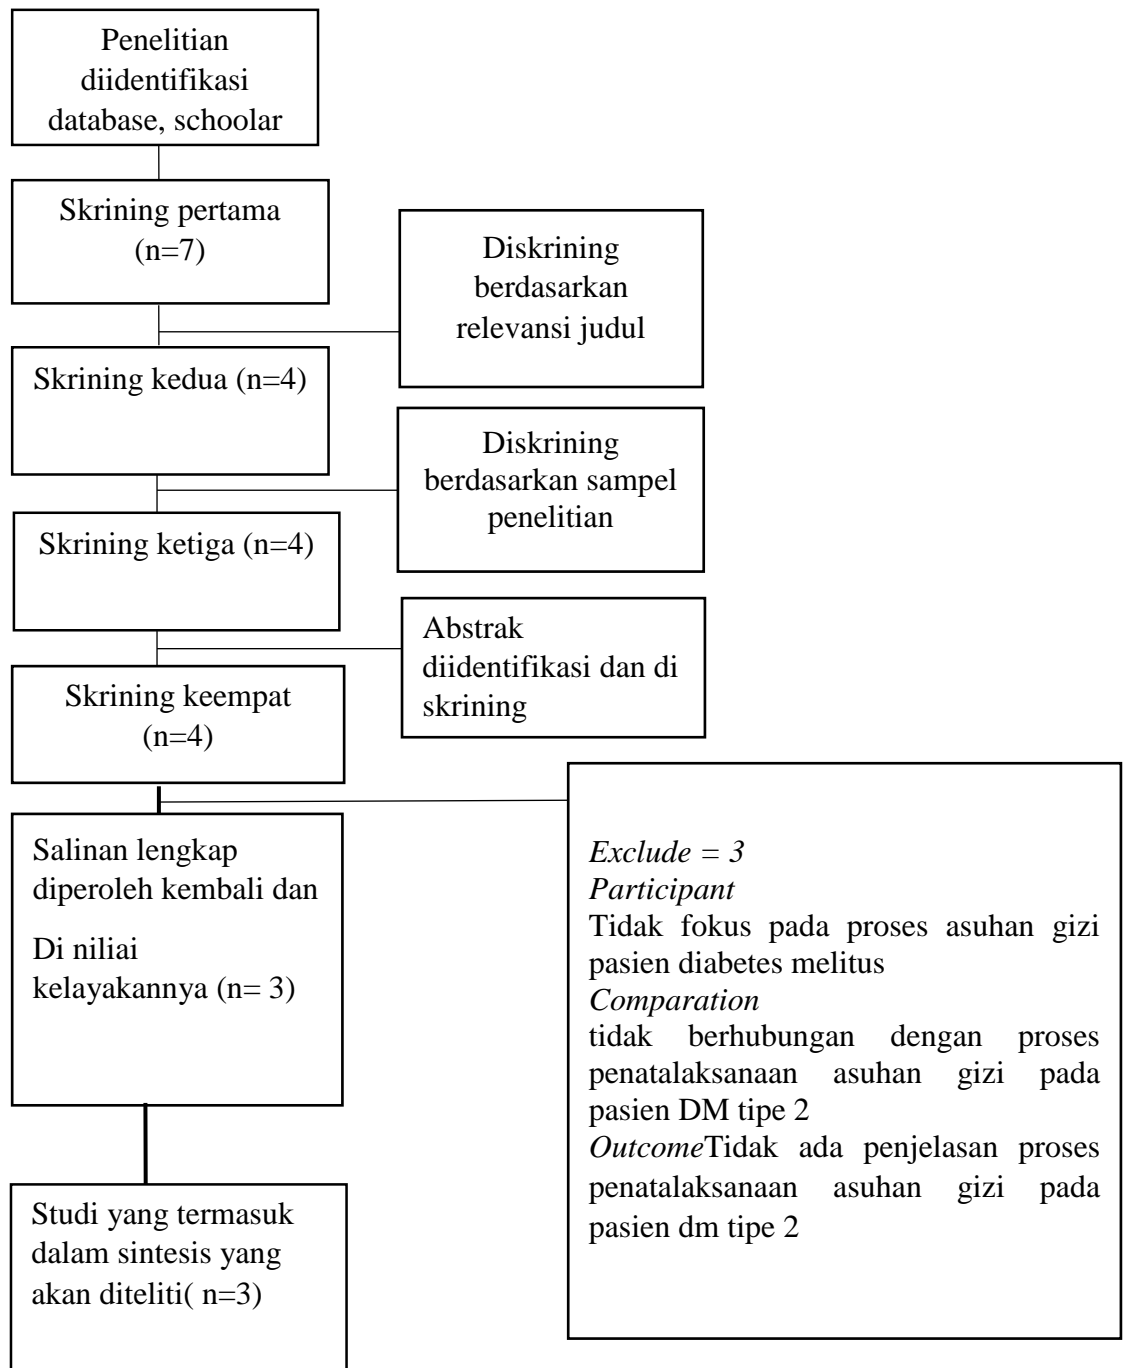 Penelitian
diidentifikasi
database, schoolar
Skrining pertama
(n=7)
Diskrining
berdasarkan
relevansi judul
Skrining kedua (n=4)
Diskrining
berdasarkan sampel
penelitian
Skrining ketiga (n=4)
Abstrak
diidentifikasi dan di
skrining
Skrining keempat
(n=4)
Salinan lengkap
diperoleh kembali dan
Di niliai
kelayakannya (n= 3)
Exclude = 3
Participant
Tidak fokus pada proses asuhan gizi
pasien diabetes melitus
Comparation
tidak berhubungan dengan proses
penatalaksanaan asuhan gizi pada
pasien DM tipe 2
OutcomeTidak ada penjelasan proses
penatalaksanaan asuhan gizi pada
pasien dm tipe 2
Studi yang termasuk
dalam sintesis yang
akan diteliti( n=3)